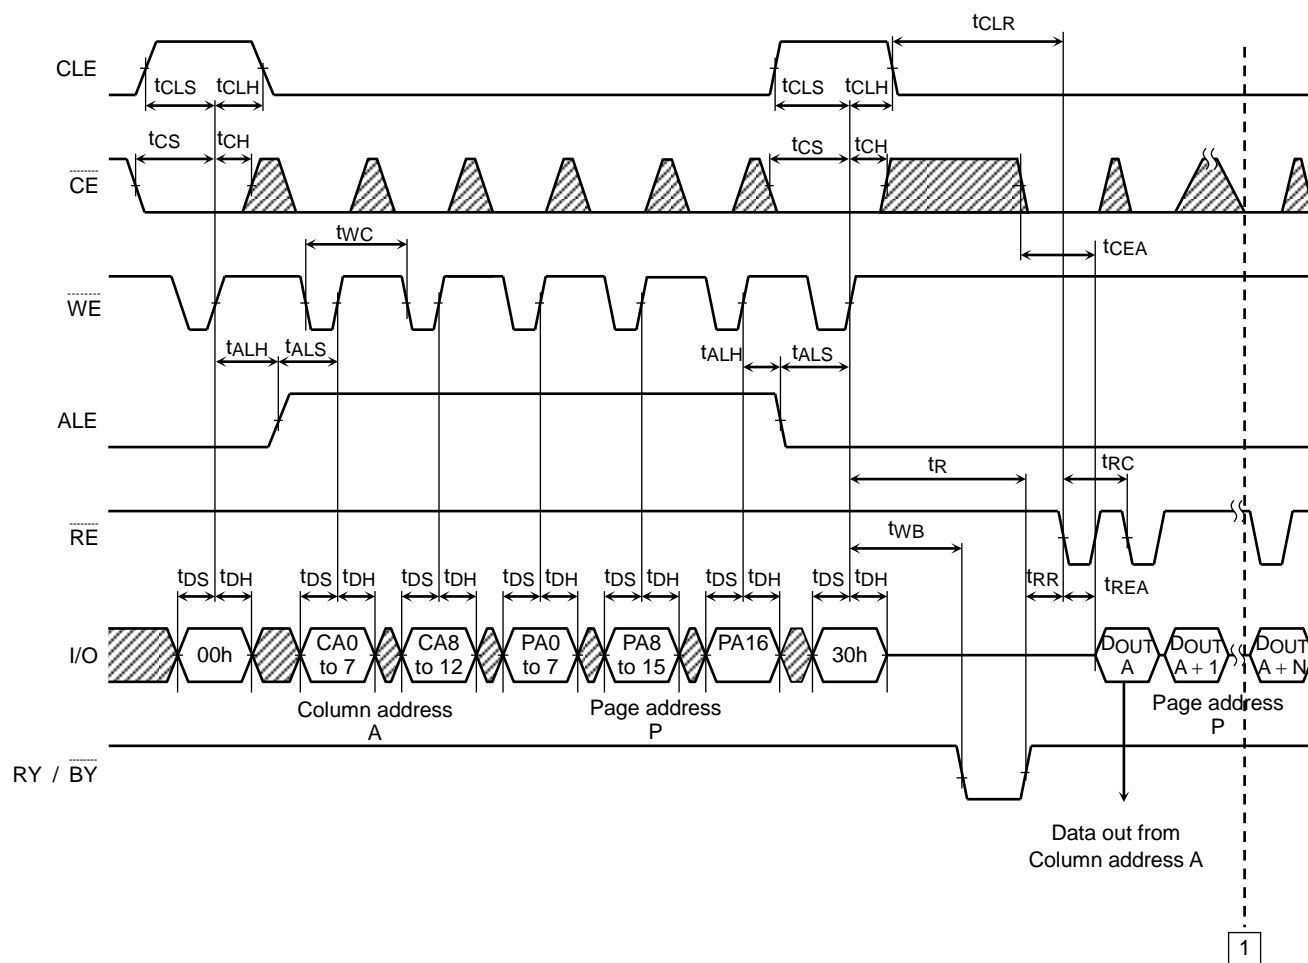 tCLR
CLE
tCLS tCLH tCLS tCLH
tCS tCH tCS tCH
CE
tWC tCEA
WE
tALH tALS tALH tALS
ALE
tR tRC
RE
tWB
tDS tDH tDS tDH tDS tDH tDS tDH tDS tDH tDS tDH tDS tDH tRR tREA
I/O
00h
CA0
to 7
CA8
to 12
PA0
to 7
PA8
to 15
PA16
30h
DOUT
A
DOUT
A + 1
DOUT
A + N
Column address
A
Page address
P
Page address
P
RY / BY
Data out from
Column address A
1